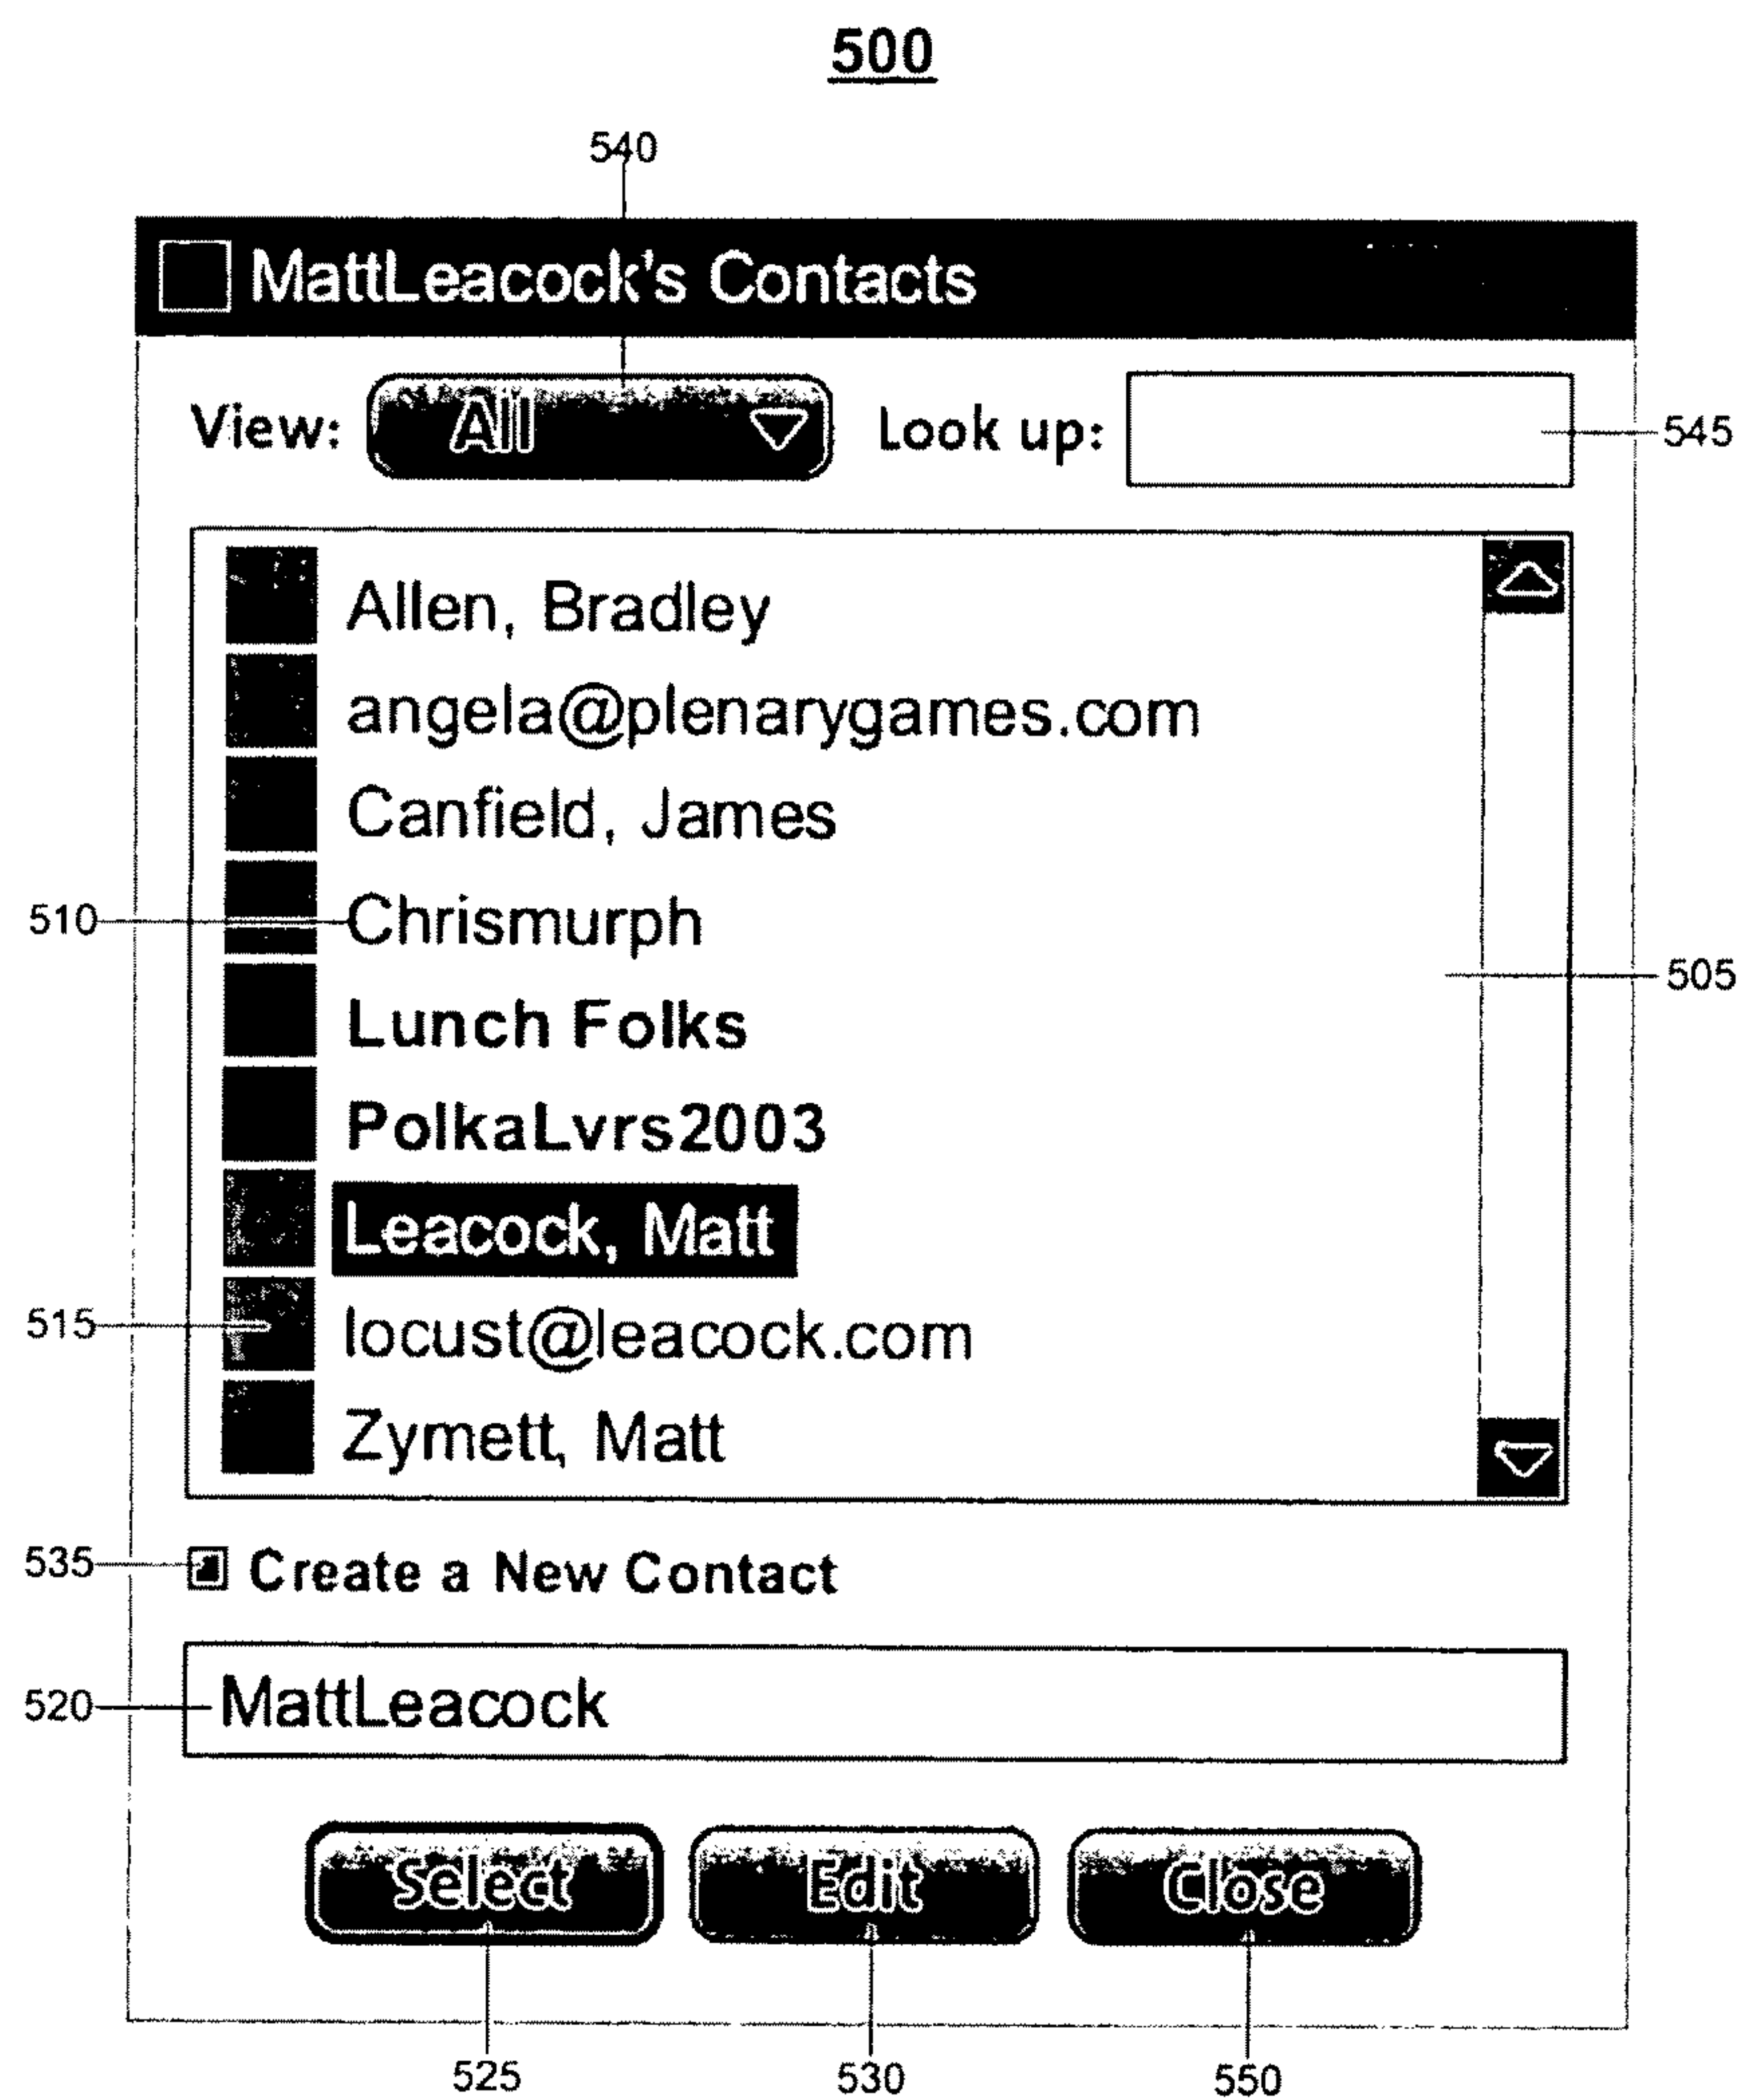 500
540
MattLeacock's Contacts
View: All Look up: 545
Allen, Bradley
angela@plenarygames.com
Canfield, James
510 Chrismurph
505
Lunch Folks
PolkaLvrs2003
Leacock, Matt
515 locust@leacock.com
Zymett, Matt
535 Create a New Contact
520 MattLeacock
Select Edit Close
525 530 550